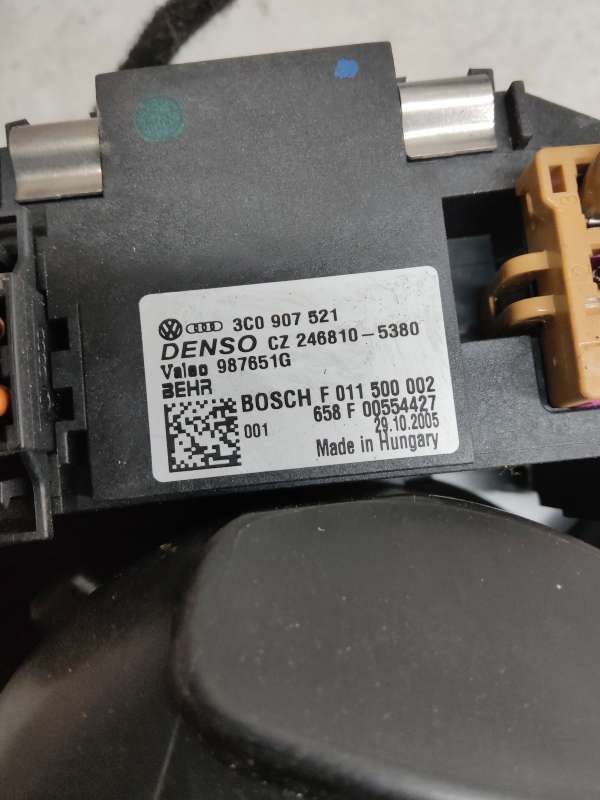 3C0 907 521
DENSO CZ 246810-5380
Valeo 987651G
BEHR
BOSCH F 011 500 002
658 F 00554427
001
29.10.2005
Made in Hungary